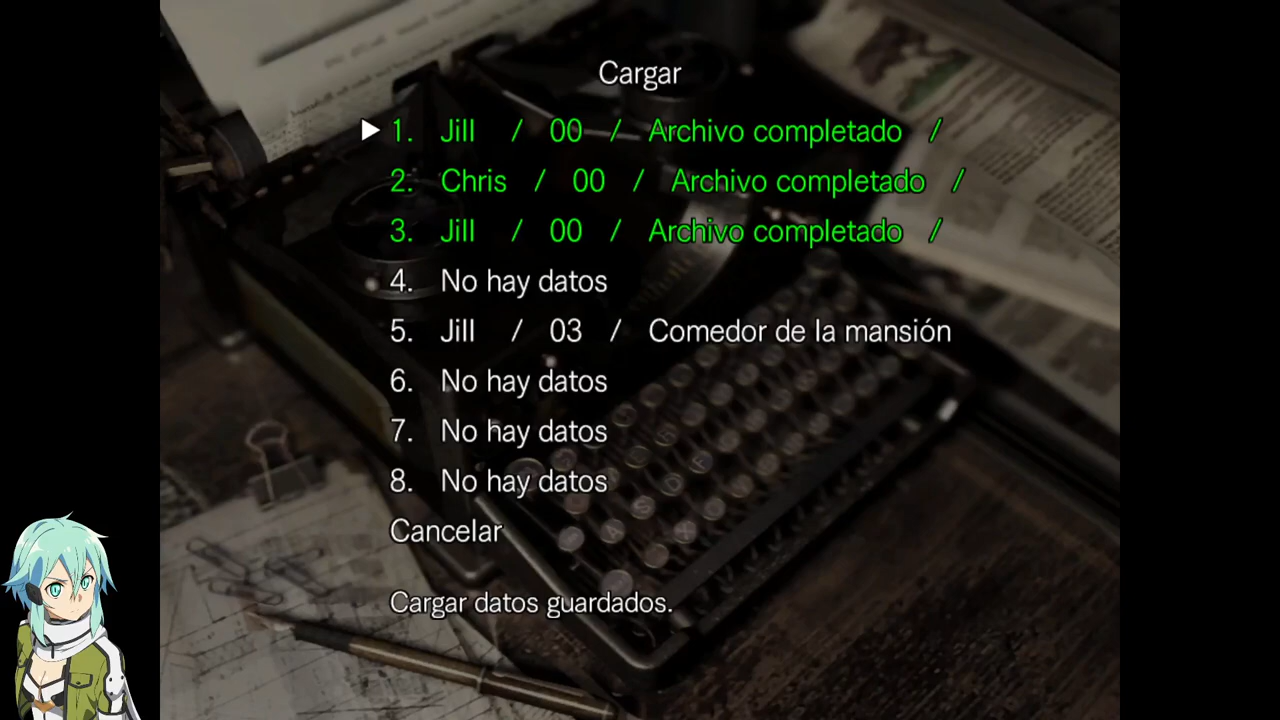 Cargar
1. Jill / 00 / Archivo completado /
2. Chris / 00 / Archivo completado /
3. Jill / 00 / Archivo completado /
4. No hay datos
5. Jill / 03 / Comedor de la mansión
6. No hay datos
7. No hay datos
8. No hay datos
Cancelar
Cargar datos guardados.